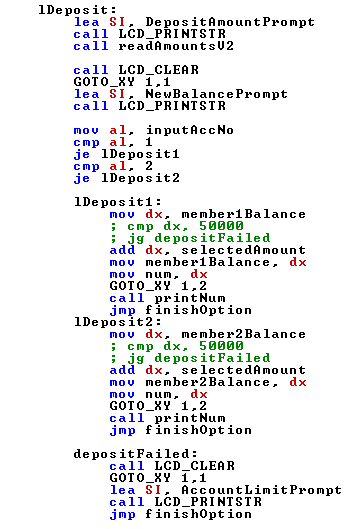 lDeposit:
lea SI, DepositAmountPrompt
call LCD_PRINTSTR
call readAmountsV2
call LCD_CLEAR
GOTO_XY 1,1
lea SI, NewBalancePrompt
call LCD_PRINTSTR
mov al, inputAccNo
cmp al, 1
je lDeposit1
cmp al, 2
je lDeposit2
lDeposit1:
mov dx, member1Balance
; cmp dx, 50000
; jg depositFailed
add dx, selectedAmount
mov member1Balance, dx
mov num, dx
GOTO_XY 1,2
call printNum
jmp finishOption
lDeposit2:
mov dx, member2Balance
; cmp dx, 50000
; jg depositFailed
add dx, selectedAmount
mov member2Balance, dx
mov num, dx
GOTO_XY 1,2
call printNum
jmp finishOption
depositFailed:
call LCD_CLEAR
GOTO_XY 1,1
lea SI, AccountLimitPrompt
call LCD_PRINTSTR
jmp finishOption